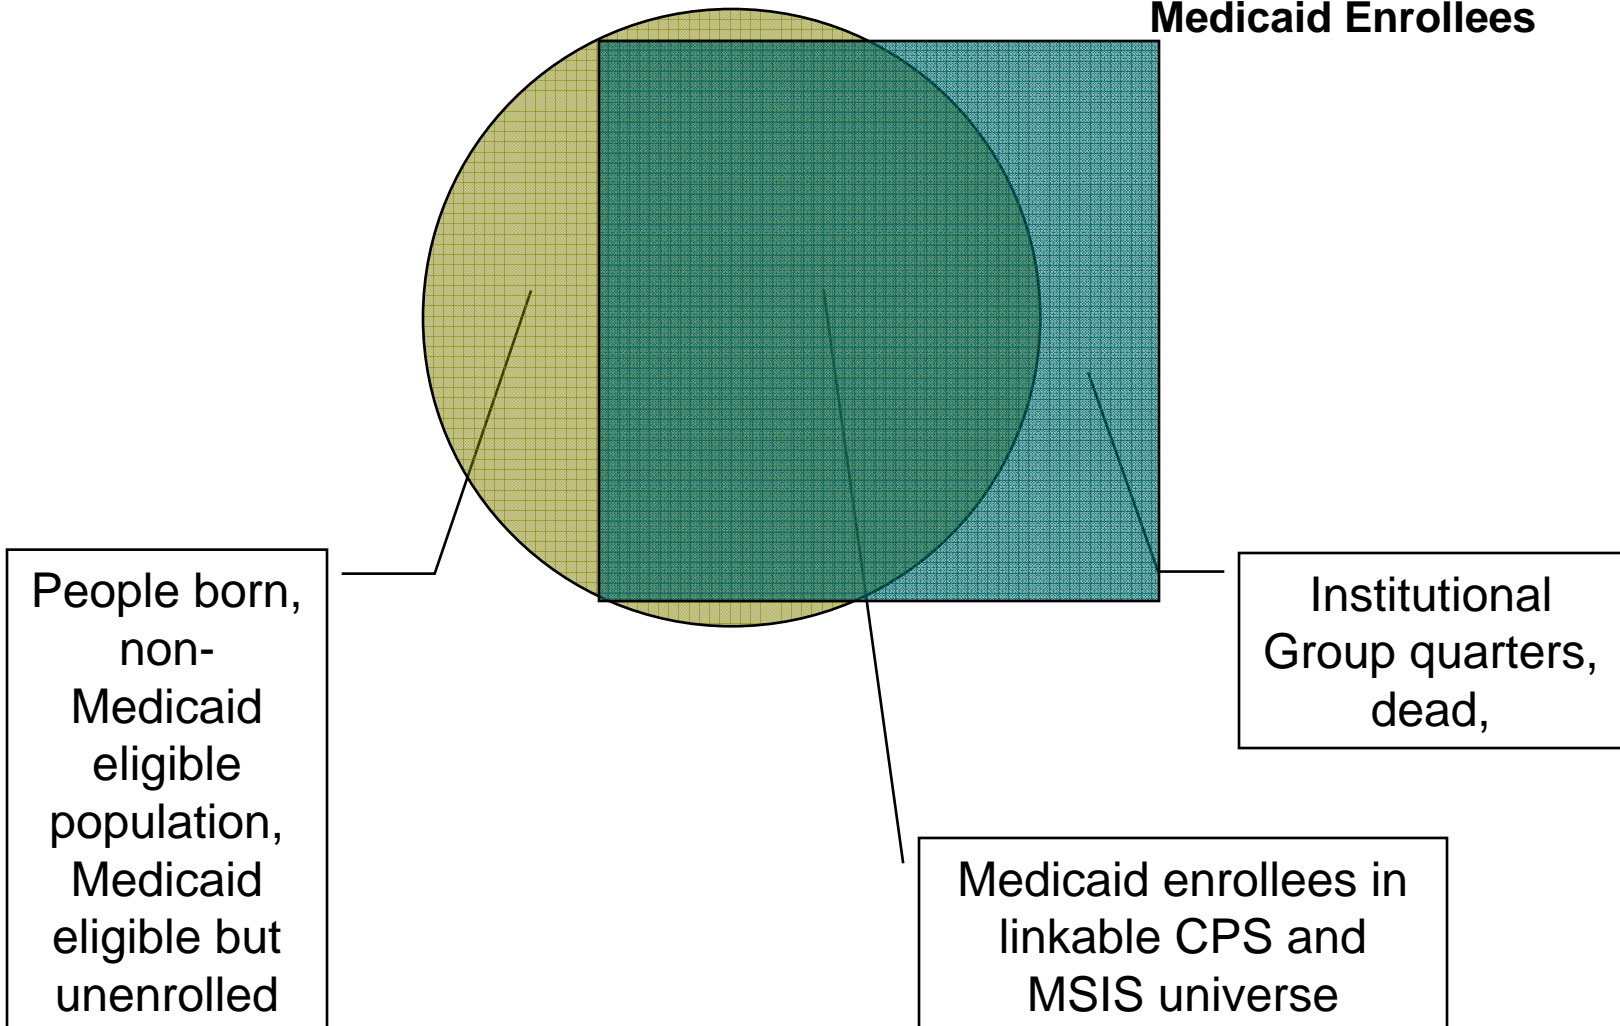 Medicaid Enrollees
People born,
non-
Medicaid
eligible
population,
Medicaid
eligible but
unenrolled
Institutional
Group quarters,
dead,
Medicaid enrollees in
linkable CPS and
MSIS universe